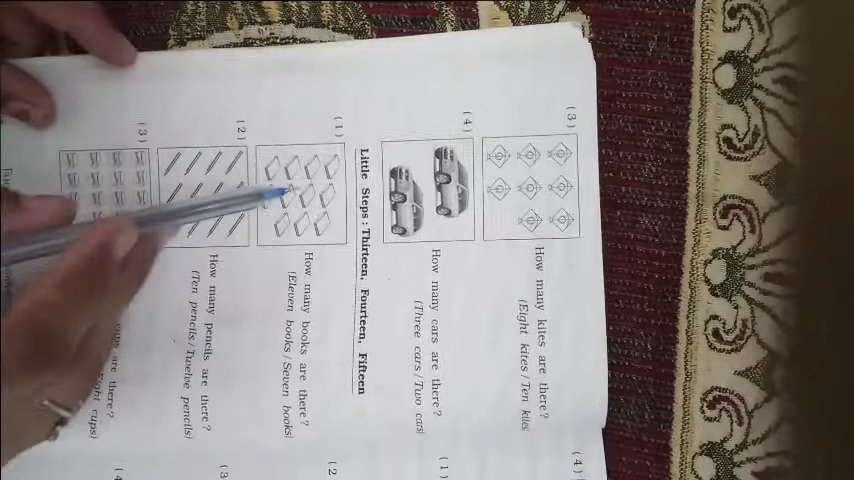 (3)
How many kites are there?
(Eight kites / Ten kites
(4)
How many cars are there?
(Three cars / Two cars)
Little Steps : Thirteen, Fourteen, Fifteen
(1)
How many books are there?
(Eleven books / Seven books)
(2)
How many pencils are there?
(Ten pencils / Twelve pencils)
(3)
are there?
cups)
(4)
(1)
(2
(3)
(4